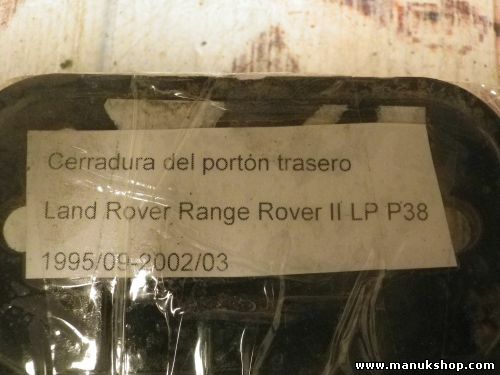 Cerradura del portón trasero
Land Rover Range Rover II LP P38
1995/09-2002/03
www.manukshop.com